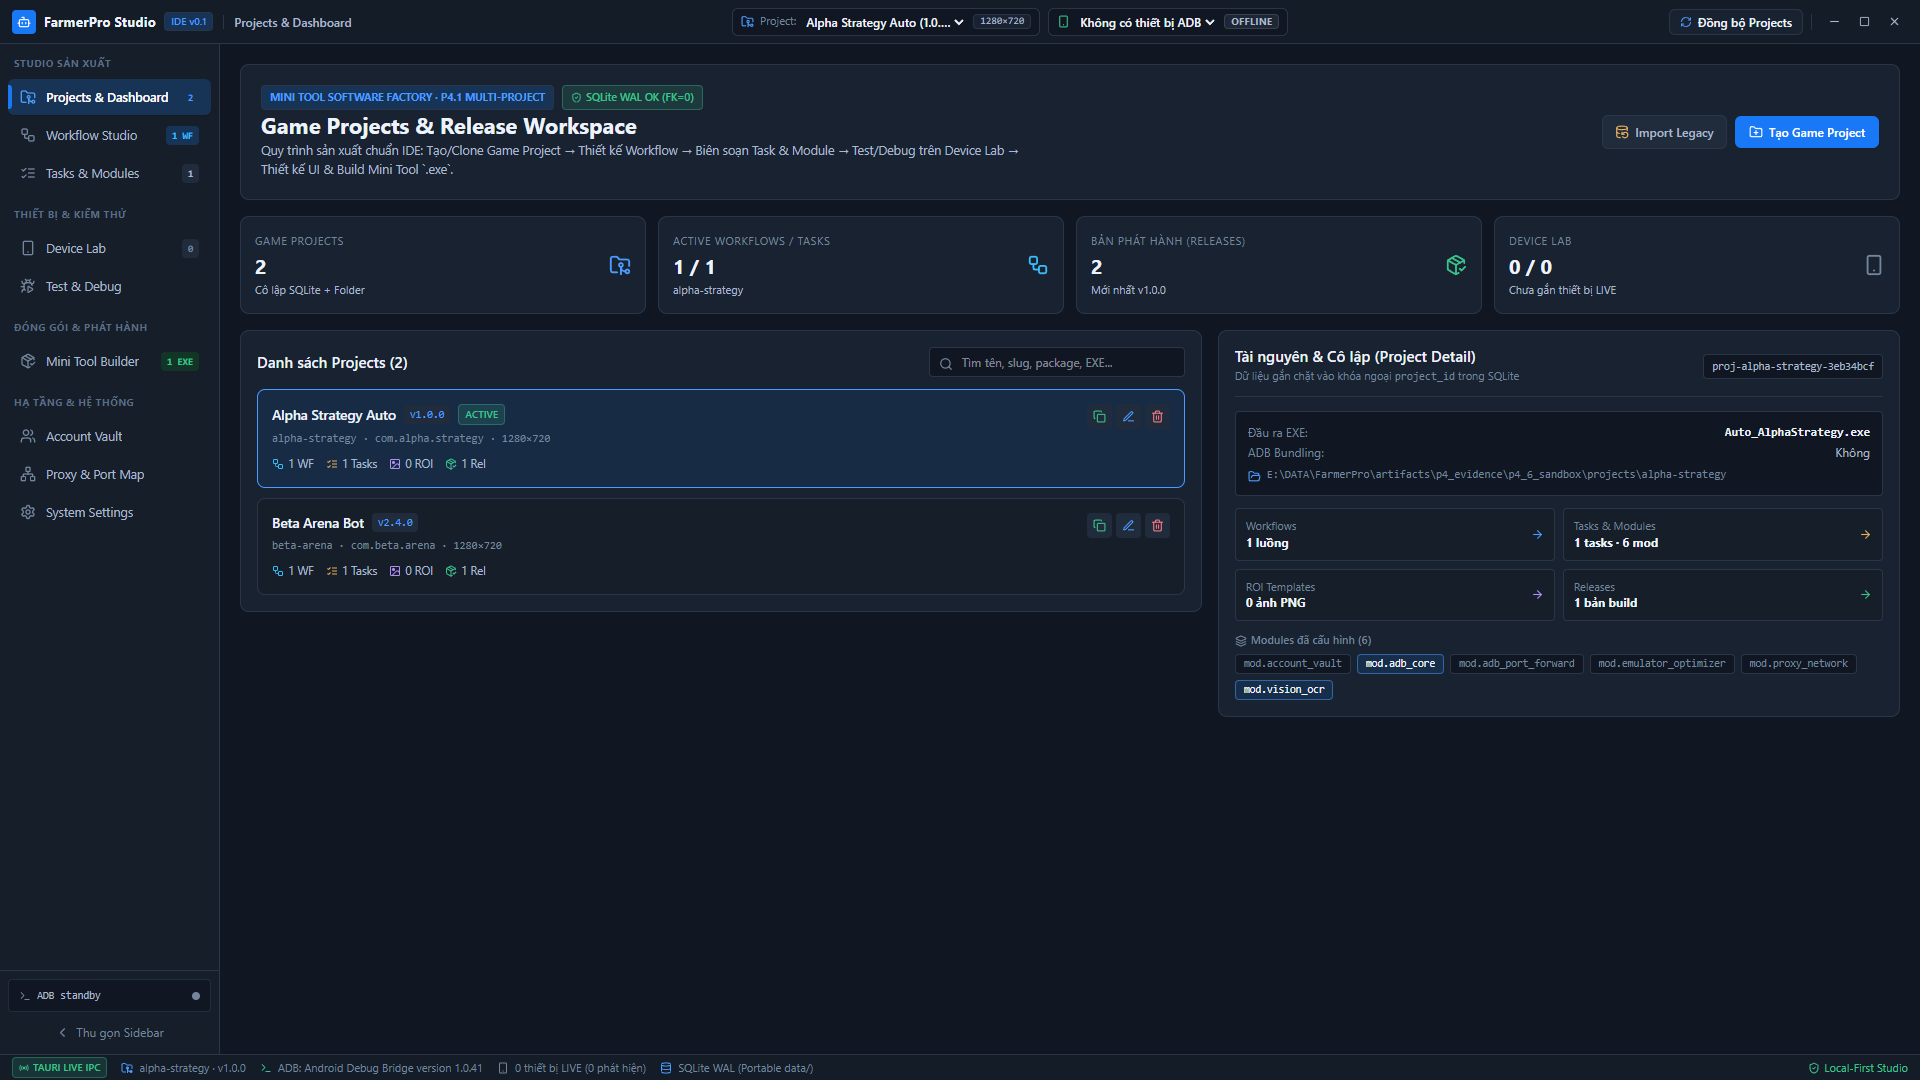 FarmerPro Studio IDE v0.1 Projects & Dashboard
Project: Alpha Strategy Auto (1.0.... 1280×720
Không có thiết bị ADB OFFLINE
Đồng bộ Projects
STUDIO SẢN XUẤT
Projects & Dashboard 2
Workflow Studio 1 WF
Tasks & Modules 1
THIẾT BỊ & KIỂM THỬ
Device Lab 0
Test & Debug
ĐÓNG GÓI & PHÁT HÀNH
Mini Tool Builder 1 EXE
HẠ TẦNG & HỆ THỐNG
Account Vault
Proxy & Port Map
System Settings
ADB standby
Thu gọn Sidebar
MINI TOOL SOFTWARE FACTORY · P4.1 MULTI-PROJECT SQLite WAL OK (FK=0)
Game Projects & Release Workspace
Quy trình sản xuất chuẩn IDE: Tạo/Clone Game Project → Thiết kế Workflow → Biên soạn Task & Module → Test/Debug trên Device Lab →
Thiết kế UI & Build Mini Tool `.exe`.
Import Legacy
Tạo Game Project
GAME PROJECTS
2
Cô lập SQLite + Folder
ACTIVE WORKFLOWS / TASKS
1 / 1
alpha-strategy
BẢN PHÁT HÀNH (RELEASES)
2
Mới nhất v1.0.0
DEVICE LAB
0 / 0
Chưa gắn thiết bị LIVE
Danh sách Projects (2)
Tìm tên, slug, package, EXE...
Alpha Strategy Auto v1.0.0 ACTIVE
alpha-strategy · com.alpha.strategy · 1280×720
1 WF 1 Tasks 0 ROI 1 Rel
Beta Arena Bot v2.4.0
beta-arena · com.beta.arena · 1280×720
1 WF 1 Tasks 0 ROI 1 Rel
Tài nguyên & Cô lập (Project Detail)
Dữ liệu gắn chặt vào khóa ngoại project_id trong SQLite
proj-alpha-strategy-3eb34bcf
Đầu ra EXE: Auto_AlphaStrategy.exe
ADB Bundling: Không
E:\DATA\FarmerPro\artifacts\p4_evidence\p4_6_sandbox\projects\alpha-strategy
Workflows
1 luồng
Tasks & Modules
1 tasks · 6 mod
ROI Templates
0 ảnh PNG
Releases
1 bản build
Modules đã cấu hình (6)
mod.account_vault mod.adb_core mod.adb_port_forward mod.emulator_optimizer mod.proxy_network
mod.vision_ocr
TAURI LIVE IPC alpha-strategy · v1.0.0 ADB: Android Debug Bridge version 1.0.41 0 thiết bị LIVE (0 phát hiện) SQLite WAL (Portable data/) Local-First Studio